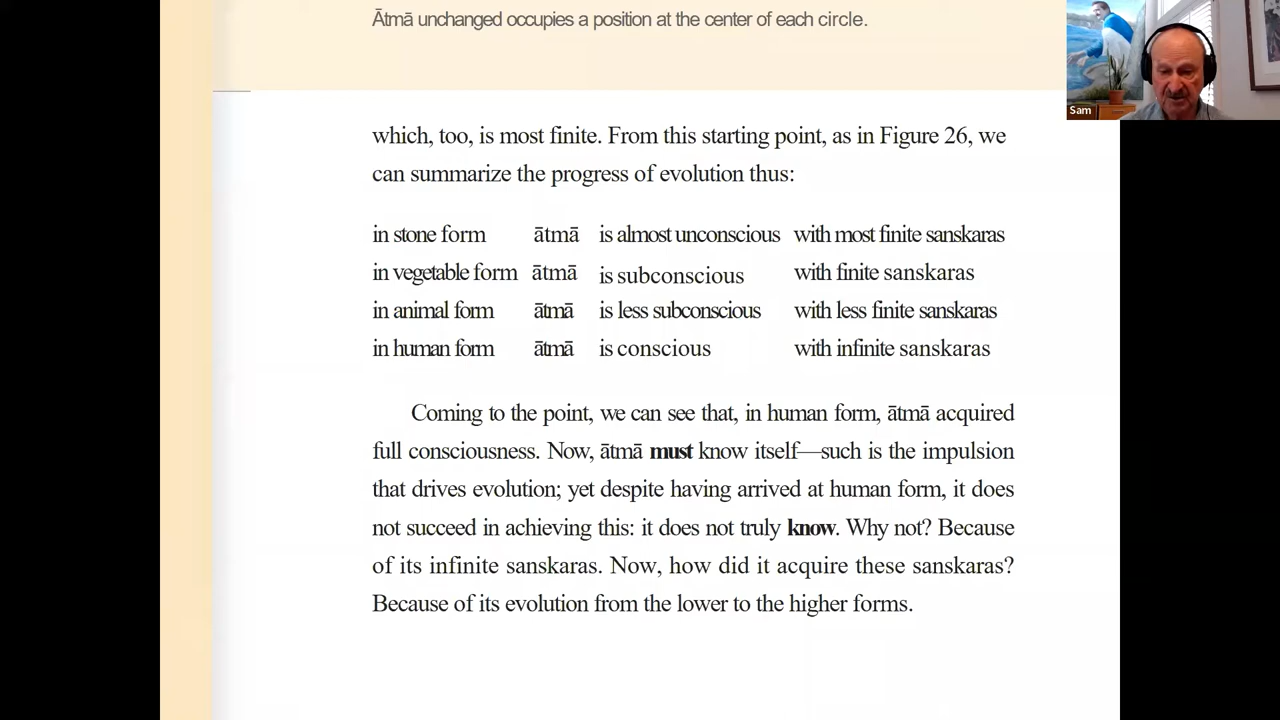 Ātmā unchanged occupies a position at the center of each circle.
Sam
which, too, is most finite. From this starting point, as in Figure 26, we
can summarize the progress of evolution thus:
in stone form ātmā is almost unconscious with most finite sanskaras
in vegetable form ātmā is subconscious with finite sanskaras
in animal form ātmā is less subconscious with less finite sanskaras
in human form ātmā is conscious with infinite sanskaras
Coming to the point, we can see that, in human form, ātmā acquired
full consciousness. Now, ātmā must know itself—such is the impulsion
that drives evolution; yet despite having arrived at human form, it does
not succeed in achieving this: it does not truly know. Why not? Because
of its infinite sanskaras. Now, how did it acquire these sanskaras?
Because of its evolution from the lower to the higher forms.